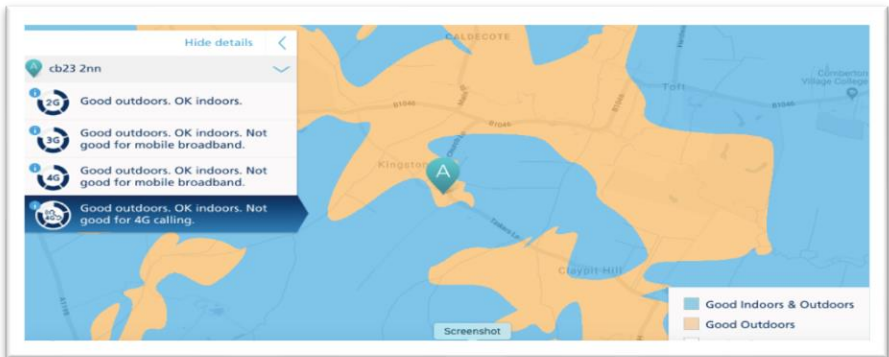 Hide details
A
cb23 2nn
2G
Good outdoors. OK indoors.
3G
Good outdoors. OK indoors. Not
good for mobile broadband.
4G
Good outdoors. OK indoors. Not
good for mobile broadband.
Good outdoors. OK indoors. Not
good for 4G calling.
CALDECOTE
B1046
B1046
Kingston
A
Toft
B1046
Comberton
Village College
Claypit Hill
Screenshot
Good Indoors & Outdoors
Good Outdoors